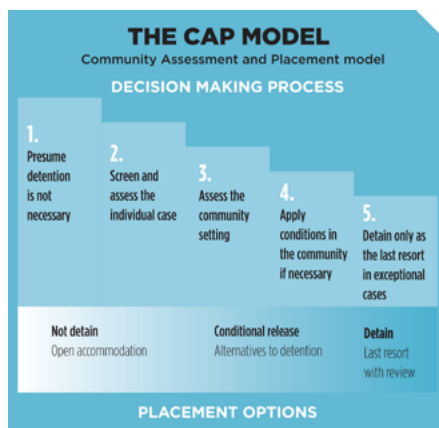 THE CAP MODEL
Community Assessment and Placement model
DECISION MAKING PROCESS
1.
Presume
detention
is not
necessary
2.
Screen and
assess the
individual case
3.
Assess the
community
setting
4.
Apply
conditions in
the community
if necessary
5.
Detain only as
the last resort
in exceptional
cases
Not detain
Open accommodation
Conditional release
Alternatives to detention
Detain
Last resort
with review
PLACEMENT OPTIONS